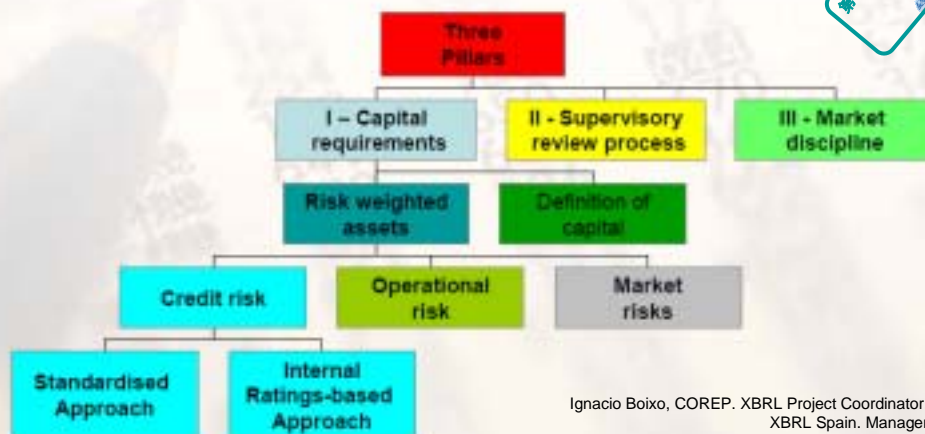 Three
Pillars
I – Capital
requirements
II - Supervisory
review process
III - Market
discipline
Risk weighted
assets
Definition of
capital
Credit risk
Operational
risk
Market
risks
Standardised
Approach
Internal
Ratings-based
Approach
Ignacio Boixo, COREP. XBRL Project Coordinator
XBRL Spain. Manager